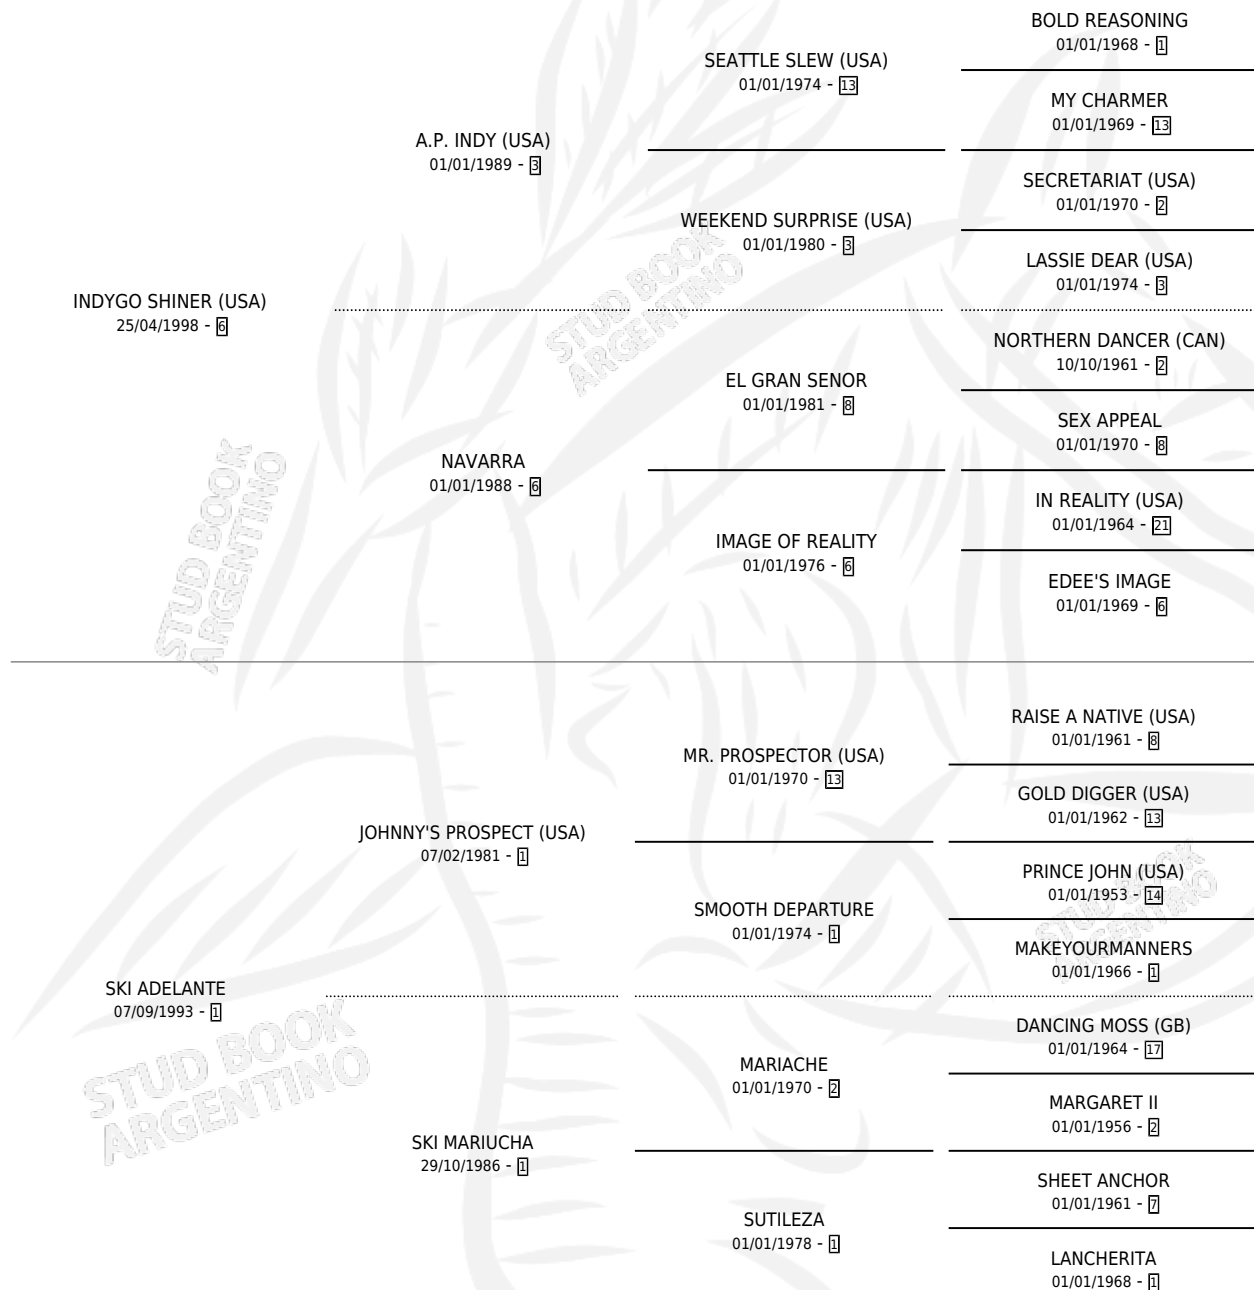 BOLD REASONING
01/01/1968 - 1
SEATTLE SLEW (USA)
01/01/1974 - 13
MY CHARMER
01/01/1969 - 13
A.P. INDY (USA)
01/01/1989 - 3
SECRETARIAT (USA)
01/01/1970 - 2
WEEKEND SURPRISE (USA)
01/01/1980 - 3
LASSIE DEAR (USA)
01/01/1974 - 3
INDYGO SHINER (USA)
25/04/1998 - 6
NORTHERN DANCER (CAN)
10/10/1961 - 2
EL GRAN SENOR
01/01/1981 - 8
SEX APPEAL
01/01/1970 - 8
NAVARRA
01/01/1988 - 6
IN REALITY (USA)
01/01/1964 - 21
IMAGE OF REALITY
01/01/1976 - 6
EDEE'S IMAGE
01/01/1969 - 6
RAISE A NATIVE (USA)
01/01/1961 - 8
MR. PROSPECTOR (USA)
01/01/1970 - 13
GOLD DIGGER (USA)
01/01/1962 - 13
JOHNNY'S PROSPECT (USA)
07/02/1981 - 1
PRINCE JOHN (USA)
01/01/1953 - 14
SMOOTH DEPARTURE
01/01/1974 - 1
MAKEYOURMANNERS
01/01/1966 - 1
SKI ADELANTE
07/09/1993 - 1
DANCING MOSS (GB)
01/01/1964 - 17
MARIACHE
01/01/1970 - 2
MARGARET II
01/01/1956 - 2
SKI MARIUCHA
29/10/1986 - 1
SHEET ANCHOR
01/01/1961 - 7
SUTILEZA
01/01/1978 - 1
LANCHERITA
01/01/1968 - 1
STUD BOOK
ARGENTINO
STUD BOOK
ARGENTINO
STUD BOOK
ARGENTINO
STUD BOOK
ARGENTINO